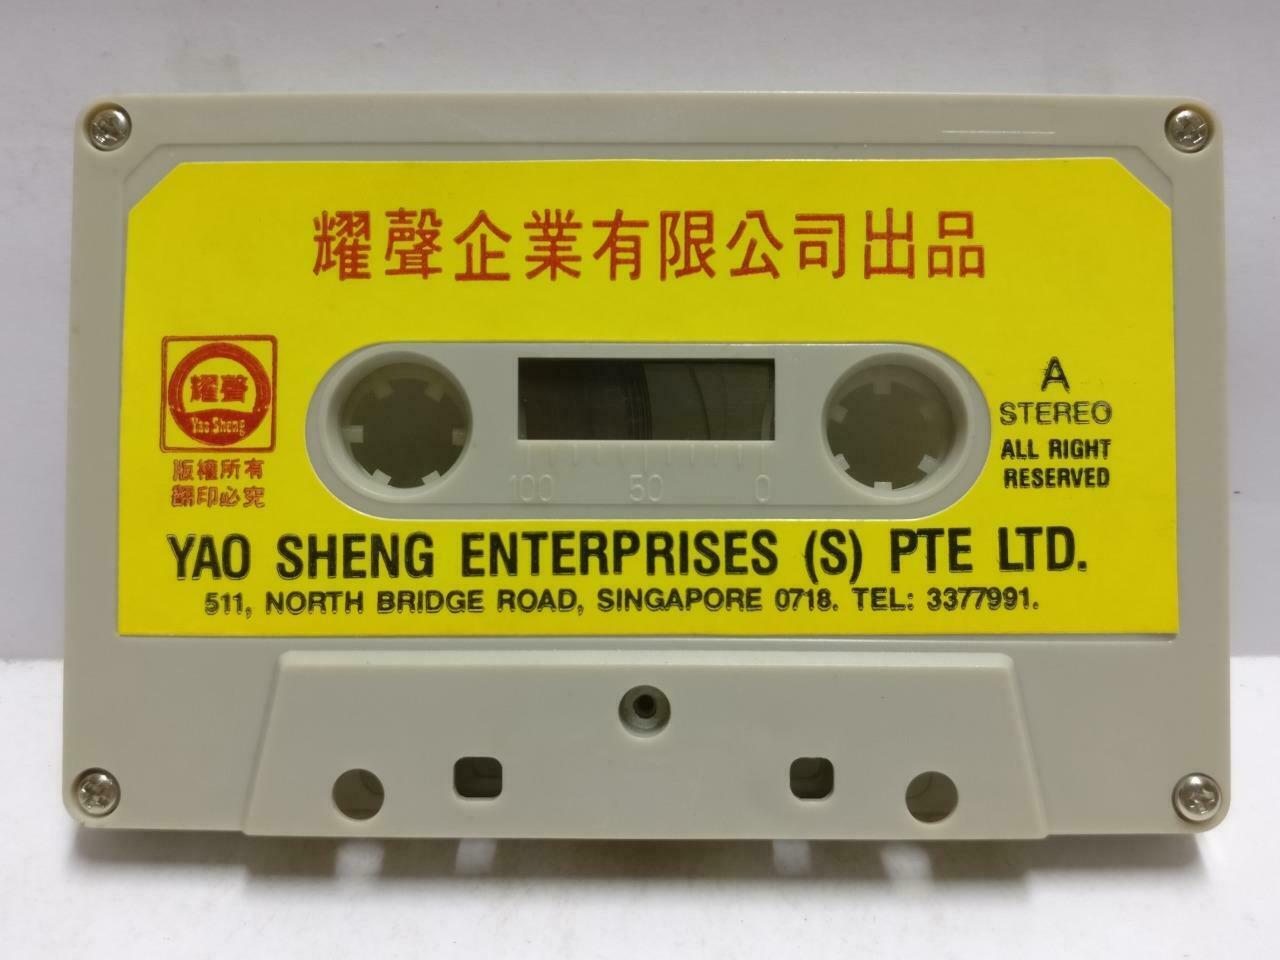 耀聲企業有限公司出品
耀聲
Yao Sheng
版權所有
翻印必究
A
STEREO
ALL RIGHT
RESERVED
100 50 0
YAO SHENG ENTERPRISES (S) PTE LTD.
511, NORTH BRIDGE ROAD, SINGAPORE 0718. TEL: 3377991.